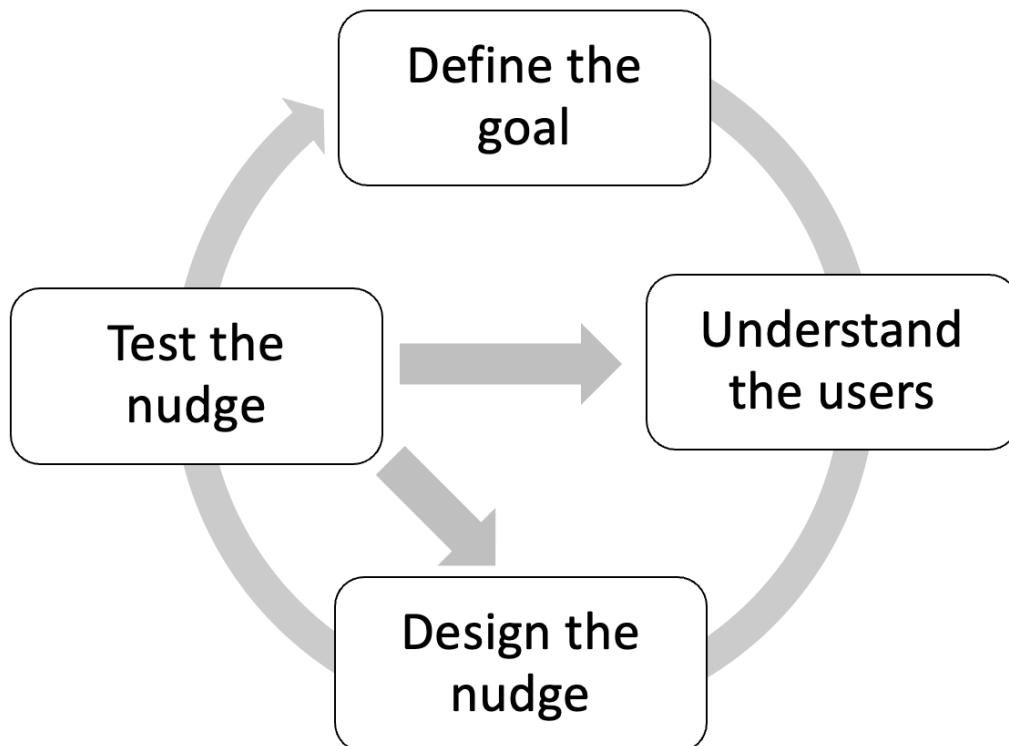 Define the
goal
Test the
nudge
Understand
the users
Design the
nudge